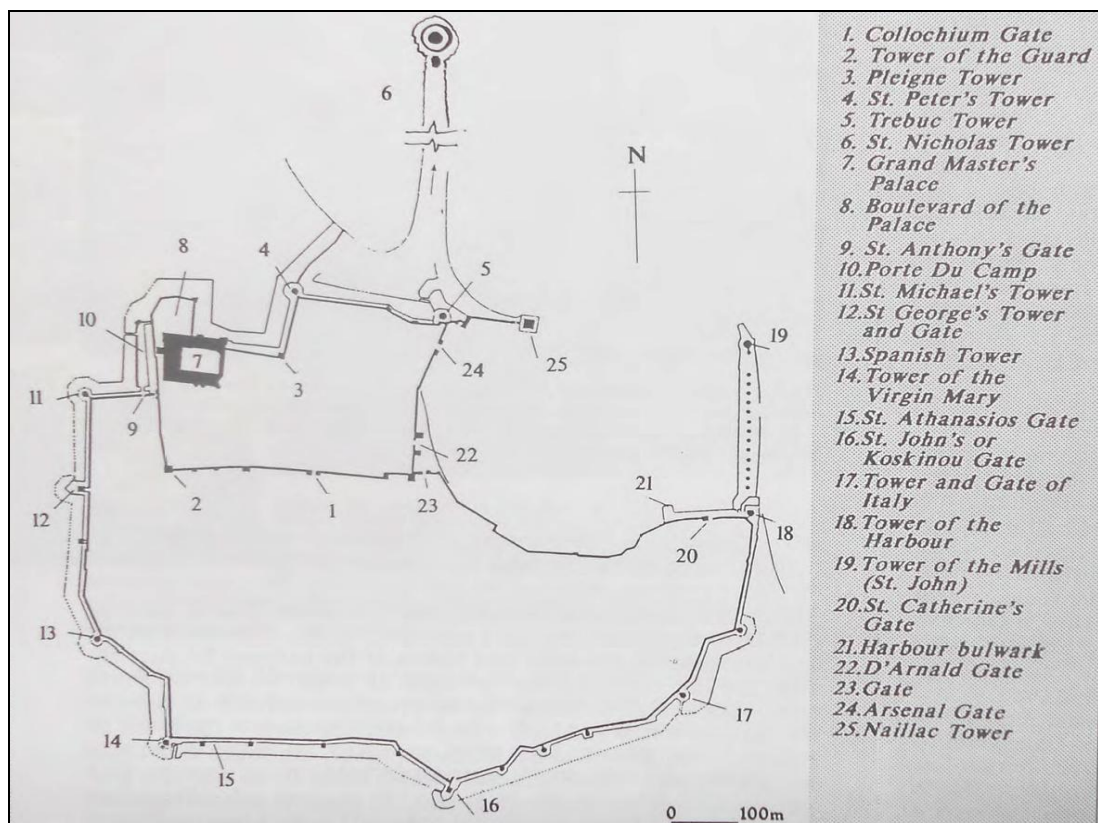 1. Collochium Gate
2. Tower of the Guard
3. Pleigne Tower
4. St. Peter's Tower
5. Trebuc Tower
6. St. Nicholas Tower
7. Grand Master's
Palace
8. Boulevard of the
Palace
9. St. Anthony's Gate
10.Porte Du Camp
11.St. Michael's Tower
12.St George's Tower
and Gate
13.Spanish Tower
14.Tower of the
Virgin Mary
15.St. Athanasios Gate
16.St. John's or
Koskinou Gate
17.Tower and Gate of
Italy
18.Tower of the
Harbour
19.Tower of the Mills
(St. John)
20.St. Catherine's
Gate
21.Harbour bulwark
22.D'Arnald Gate
23.Gate
24.Arsenal Gate
25.Naillac Tower
6
N
4
8
5
10
7
19
25
24
3
11
9
22
21
2
1
23
12
20
18
13
17
14
15
16
0 100m